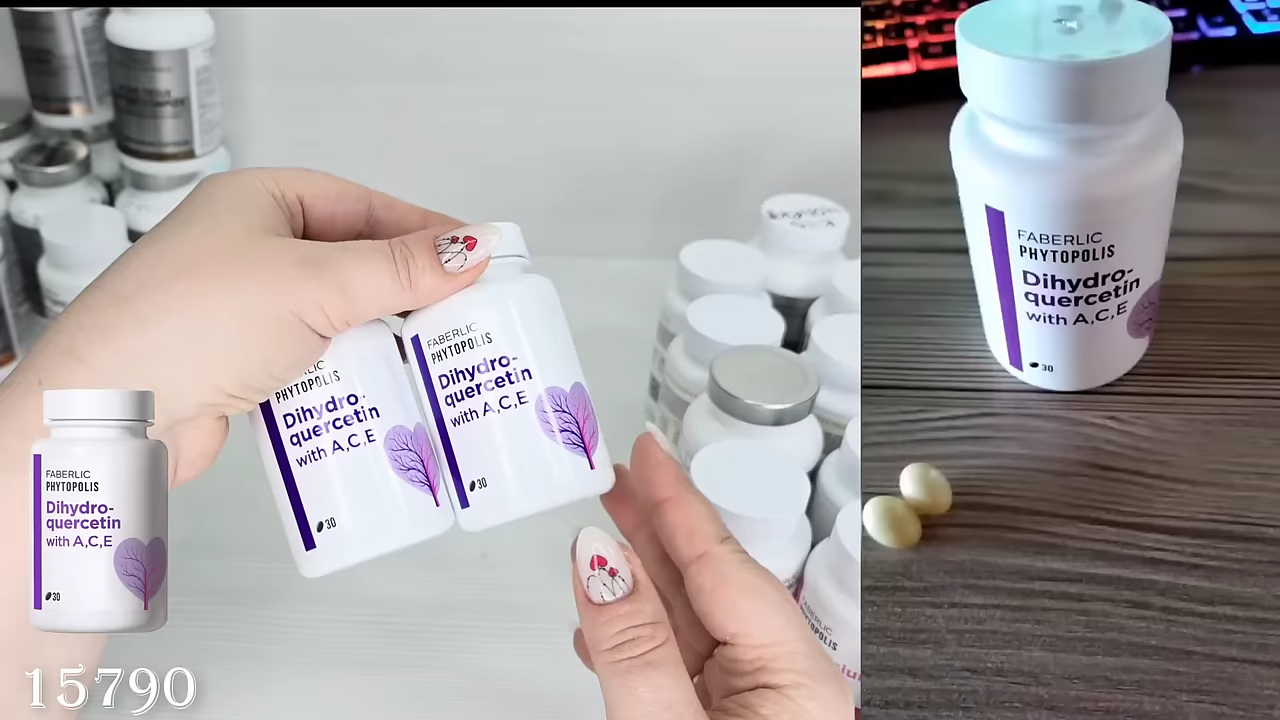 FABERLIC
PHYTOPOLIS
Dihydro-
quercetin
with A,C,E
30
15790
PHYTOPOLIS
Dihydro-
quercetin
with A,C,E
30
FABERLIC
PHYTOPOLIS
Dihydro-
quercetin
with A,C,E
30
PHYTOPOLIS
FABERLIC
PHYTOPOLIS
Dihydro-
quercetin
with A,C,E
30